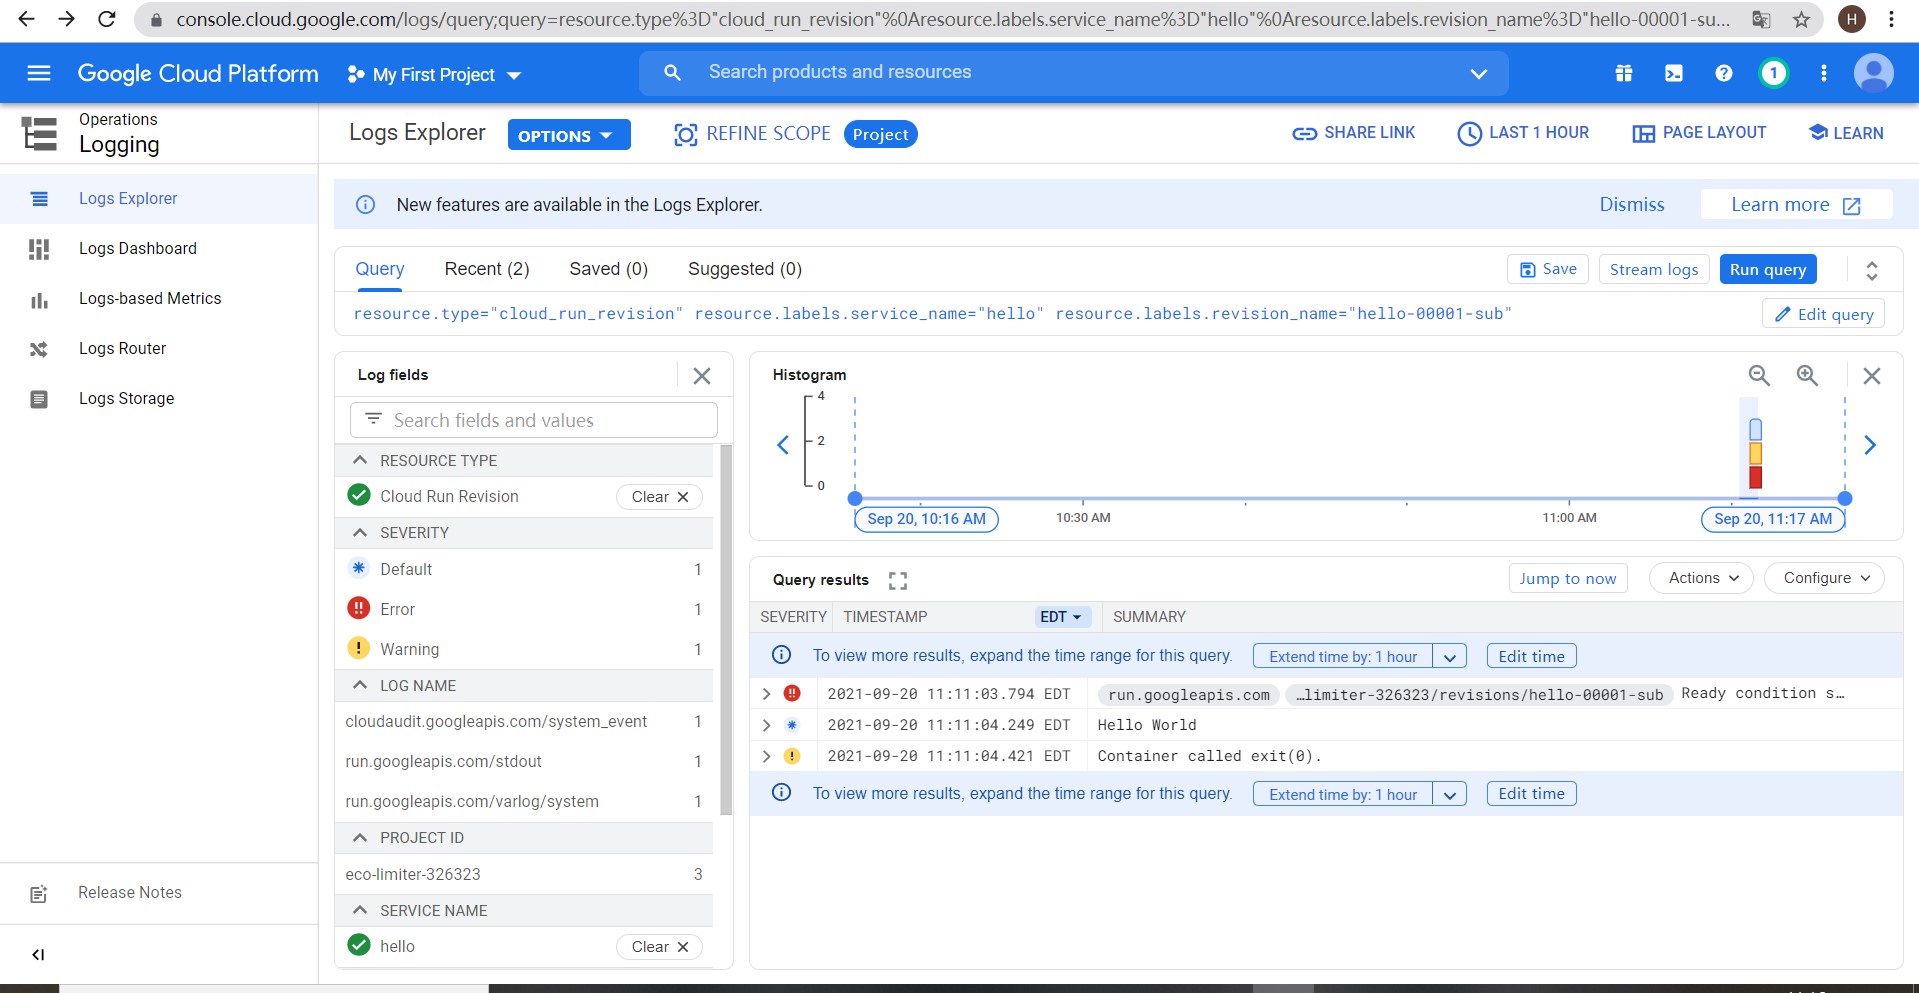 console.cloud.google.com/logs/query;query=resource.type%3D"cloud_run_revision"%0Aresource.labels.service_name%3D"hello"%0Aresource.labels.revision_name%3D"hello-00001-su...
H
Google Cloud Platform
My First Project
Search products and resources
1
Operations
Logging
Logs Explorer
Logs Dashboard
Logs-based Metrics
Logs Router
Logs Storage
Release Notes
Logs Explorer
OPTIONS
REFINE SCOPE
Project
SHARE LINK
LAST 1 HOUR
PAGE LAYOUT
LEARN
New features are available in the Logs Explorer.
Dismiss
Learn more
Query
Recent (2)
Saved (0)
Suggested (0)
Save
Stream logs
Run query
resource.type="cloud_run_revision" resource.labels.service_name="hello" resource.labels.revision_name="hello-00001-sub"
Edit query
Log fields
Search fields and values
RESOURCE TYPE
Cloud Run Revision
Clear
SEVERITY
Default 1
Error 1
Warning 1
LOG NAME
cloudaudit.googleapis.com/system_event 1
run.googleapis.com/stdout 1
run.googleapis.com/varlog/system 1
PROJECT ID
eco-limiter-326323 3
SERVICE NAME
hello
Clear
Histogram
4
2
0
Sep 20, 10:16 AM
10:30 AM
11:00 AM
Sep 20, 11:17 AM
Query results
Jump to now
Actions
Configure
SEVERITY TIMESTAMP EDT SUMMARY
To view more results, expand the time range for this query. Extend time by: 1 hour Edit time
2021-09-20 11:11:03.794 EDT run.googleapis.com …limiter-326323/revisions/hello-00001-sub Ready condition s…
2021-09-20 11:11:04.249 EDT Hello World
2021-09-20 11:11:04.421 EDT Container called exit(0).
To view more results, expand the time range for this query. Extend time by: 1 hour Edit time